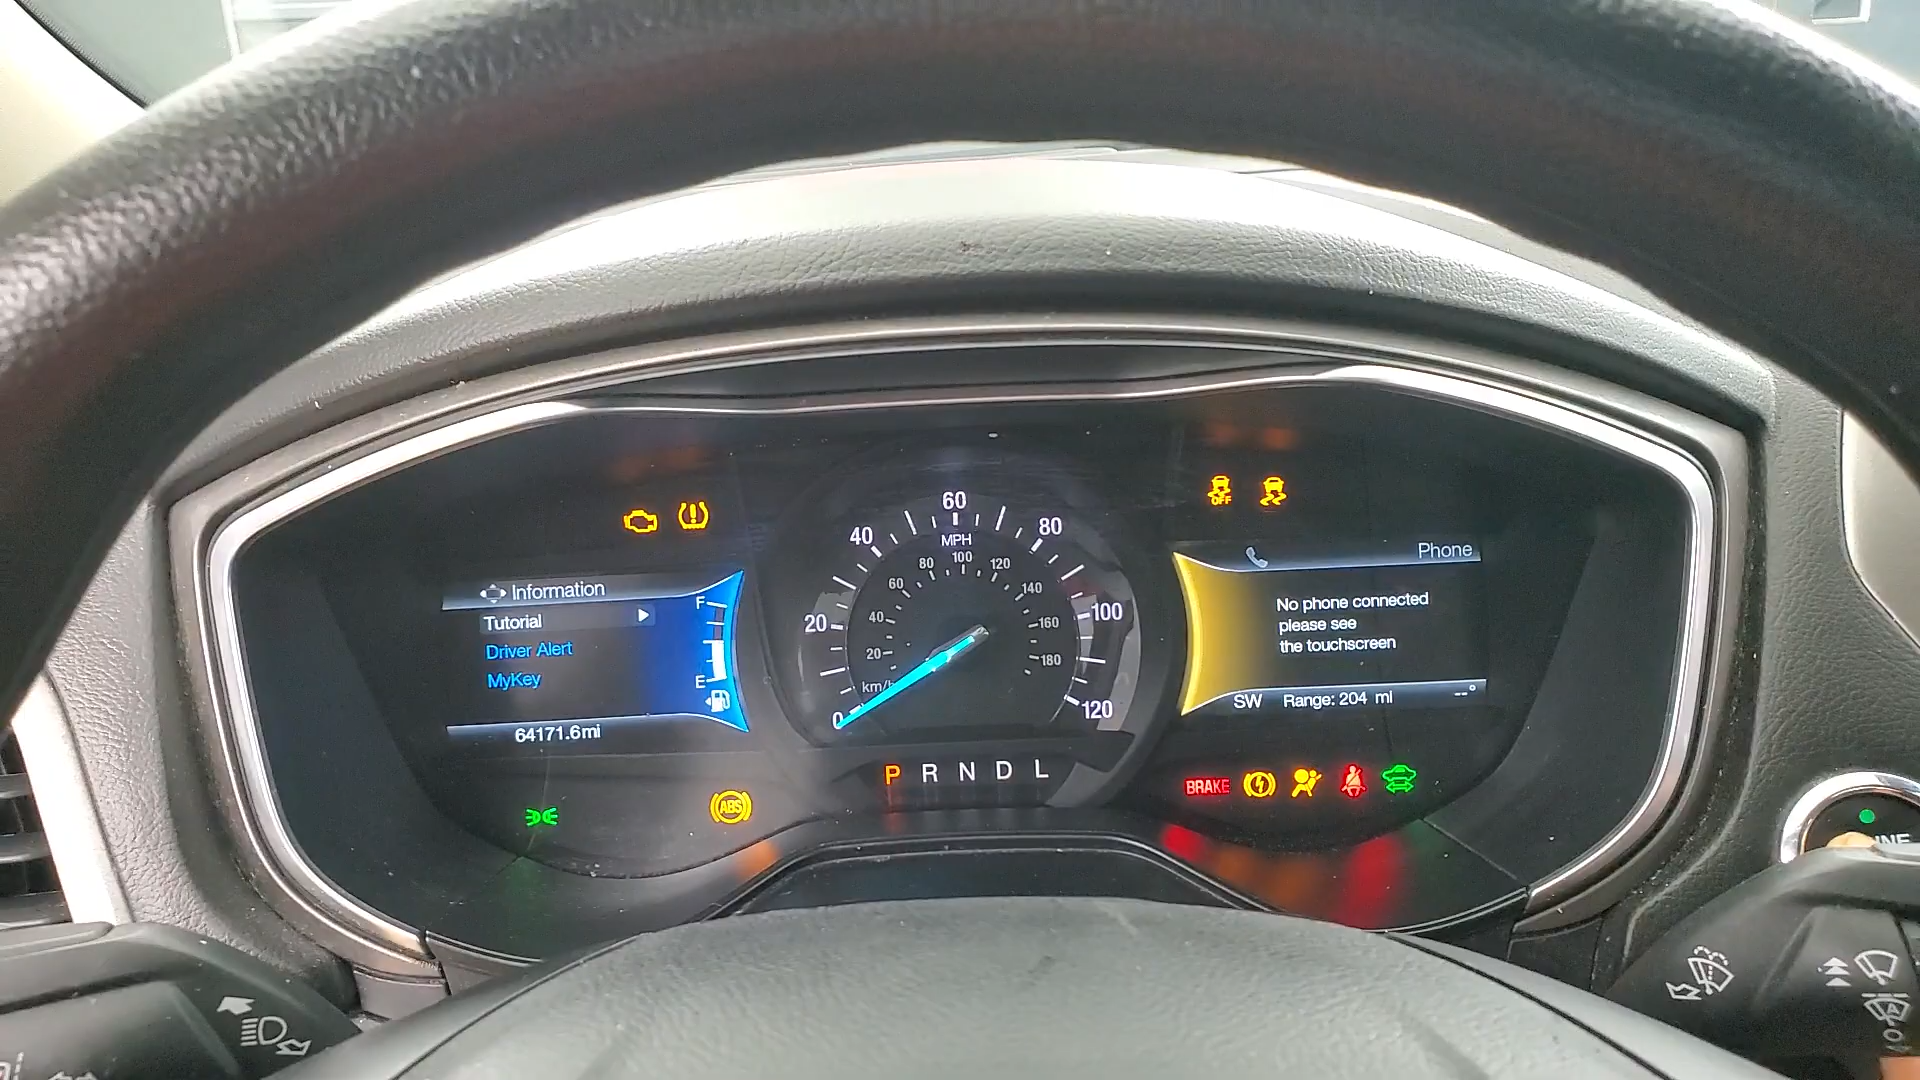 OFF
Information
Tutorial
Driver Alert
MyKey
F
E
64171.6mi
ABS
0
20
40
60
80
100
120
MPH
km/h
20
40
60
80
100
120
140
160
180
P R N D L
Phone
No phone connected
please see
the touchscreen
SW Range: 204 mi --°
BRAKE
A